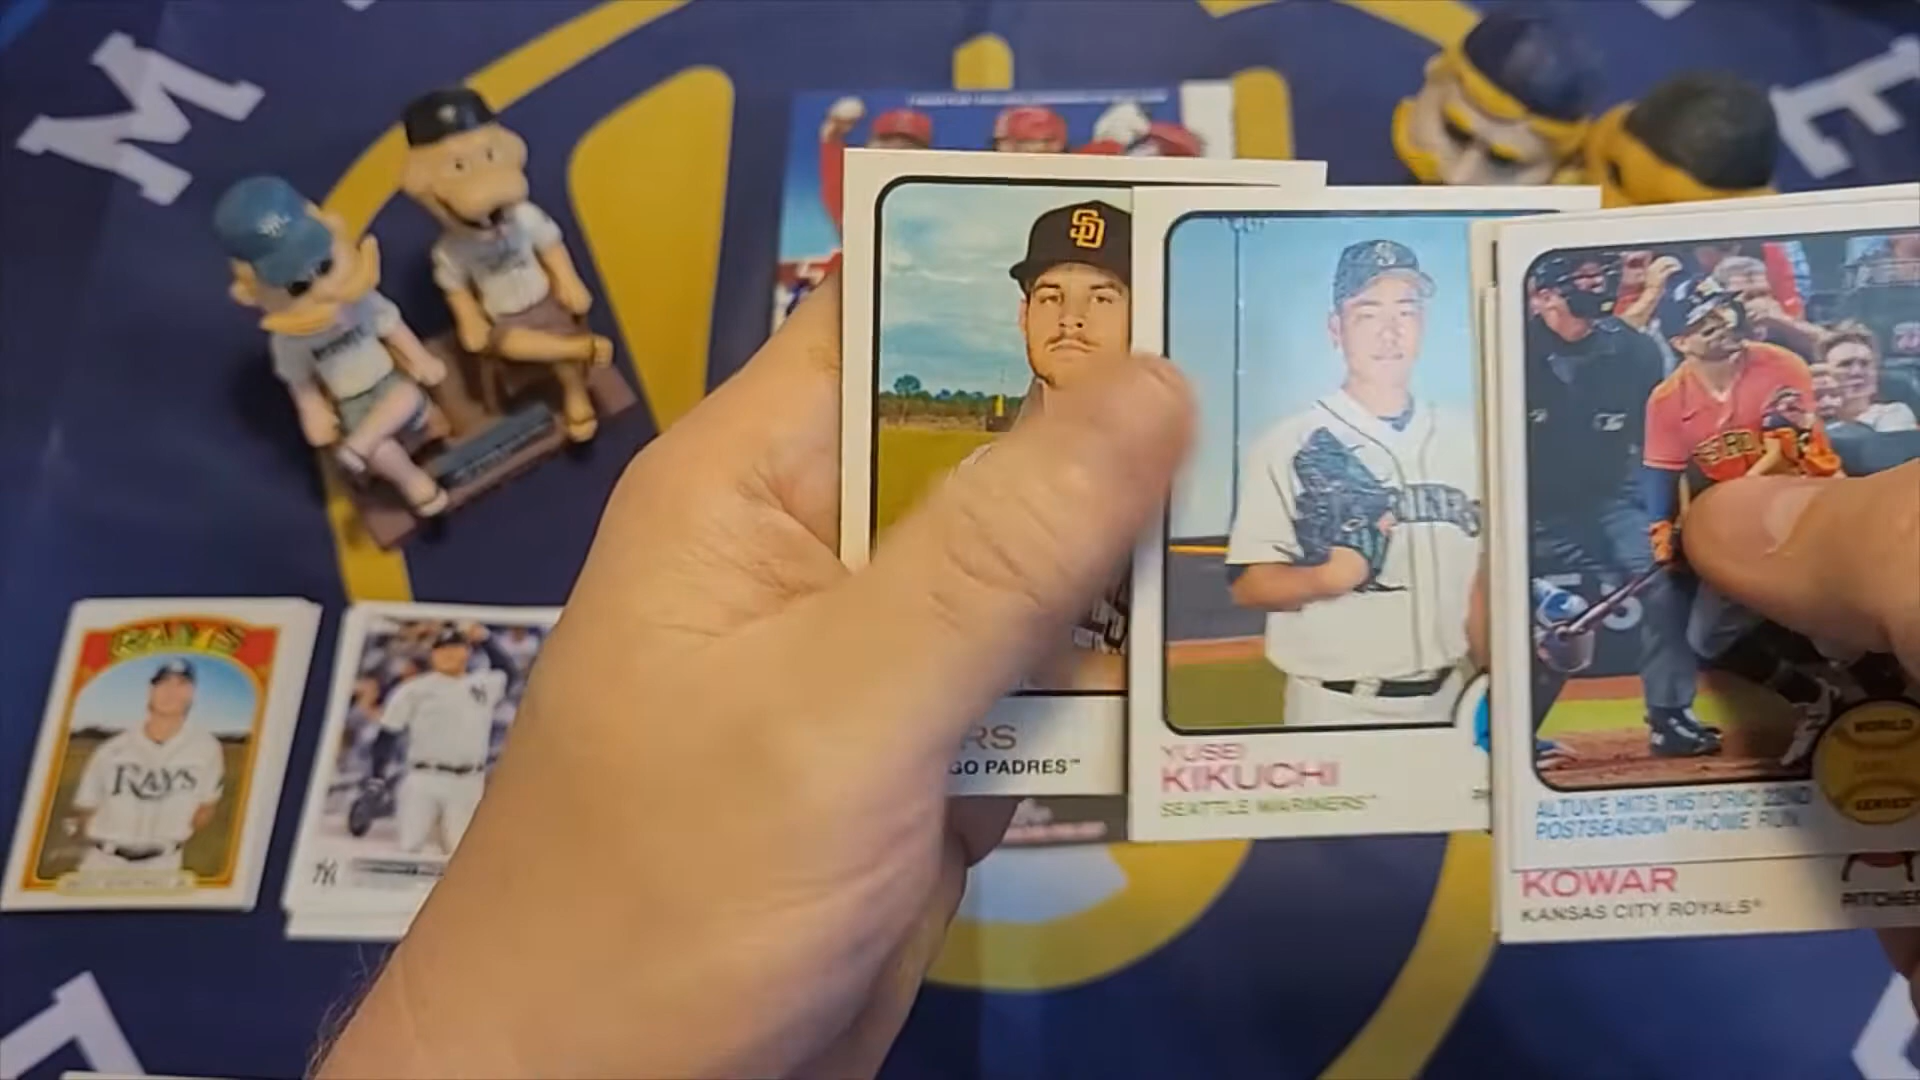 M
E
SD
RS
GO PADRES™
YUSEI
KIKUCHI
SEATTLE MARINERS™
ALTUVE HITS HISTORIC 22ND
POSTSEASON™ HOME RUN
WORLD
SERIES
KOWAR
KANSAS CITY ROYALS®
PITCHER
RAYS
RAYS
NY